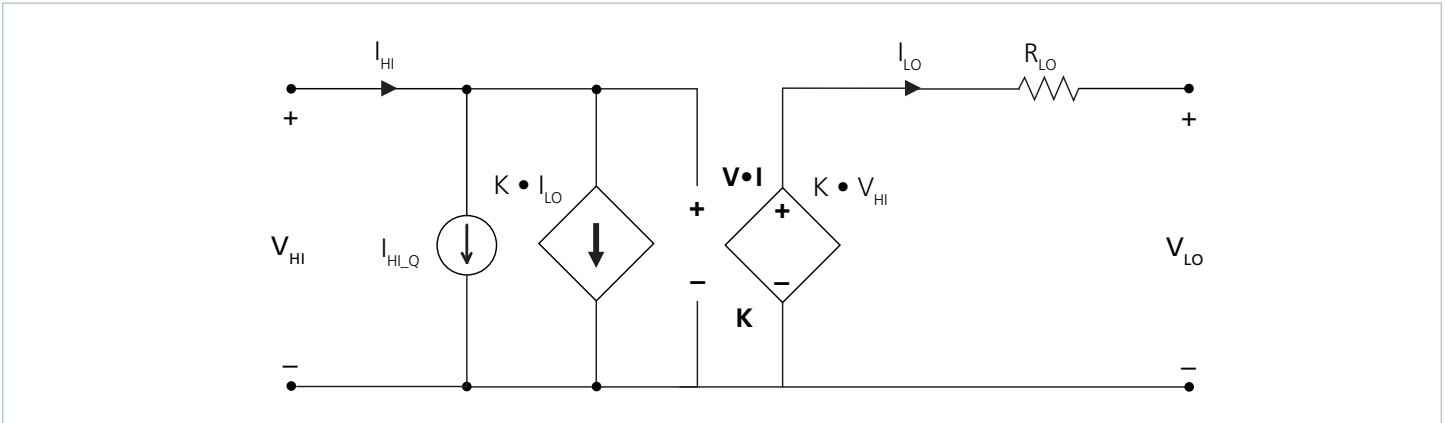 I_HI
I_LO
R_LO
+
+
K • I_LO
V•I
K • V_HI
+
+
V_HI
I_HI_Q
V_LO
–
–
K
–
–